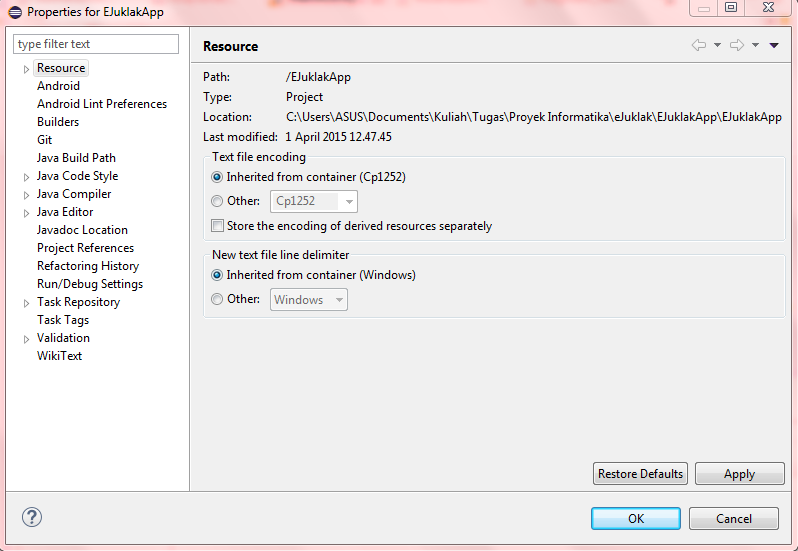 Properties for EJuklakApp
type filter text
Resource
Android
Android Lint Preferences
Builders
Git
Java Build Path
Java Code Style
Java Compiler
Java Editor
Javadoc Location
Project References
Refactoring History
Run/Debug Settings
Task Repository
Task Tags
Validation
WikiText
Resource
Path: /EJuklakApp
Type: Project
Location: C:\Users\ASUS\Documents\Kuliah\Tugas\Proyek Informatika\eJuklak\EJuklakApp\EJuklakApp
Last modified: 1 April 2015 12.47.45
Text file encoding
Inherited from container (Cp1252)
Other: Cp1252
Store the encoding of derived resources separately
New text file line delimiter
Inherited from container (Windows)
Other: Windows
Restore Defaults Apply
? OK Cancel